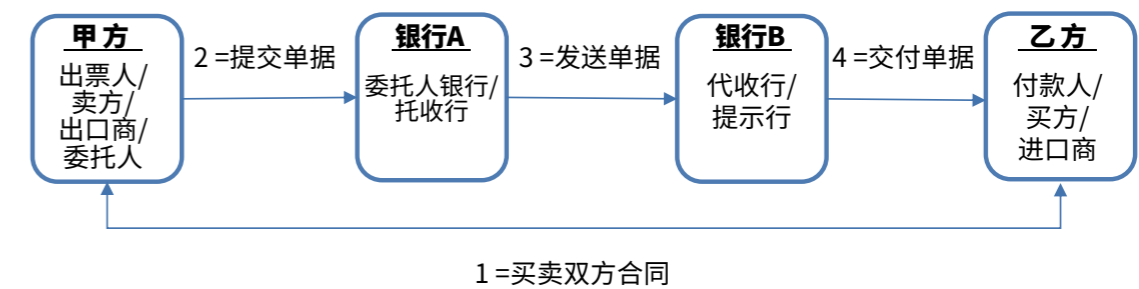 甲方
出票人/
卖方/
出口商/
委托人
2 =提交单据
银行A
委托人银行/
托收行
3 =发送单据
银行B
代收行/
提示行
4 =交付单据
乙方
付款人/
买方/
进口商
1 =买卖双方合同